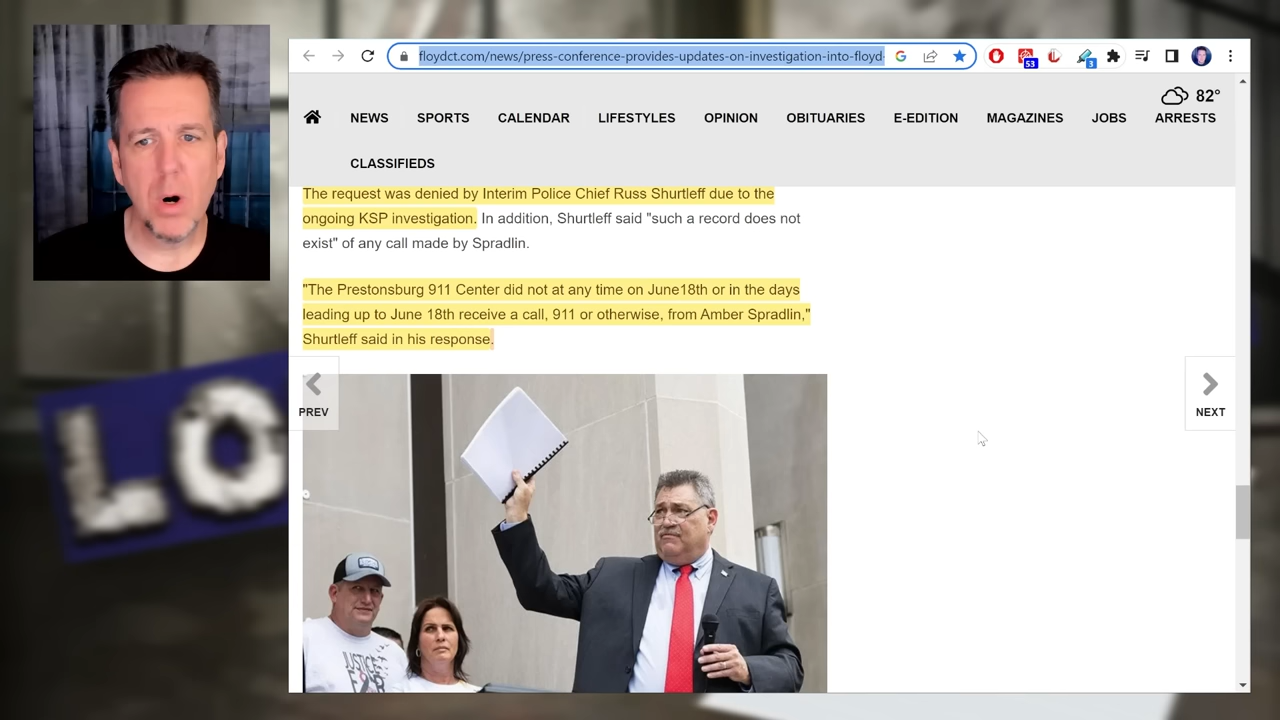 floydct.com/news/press-conference-provides-updates-on-investigation-into-floyd-
53
3
82°
NEWS SPORTS CALENDAR LIFESTYLES OPINION OBITUARIES E-EDITION MAGAZINES JOBS ARRESTS
CLASSIFIEDS
The request was denied by Interim Police Chief Russ Shurtleff due to the
ongoing KSP investigation. In addition, Shurtleff said "such a record does not
exist" of any call made by Spradlin.
"The Prestonsburg 911 Center did not at any time on June18th or in the days
leading up to June 18th receive a call, 911 or otherwise, from Amber Spradlin,"
Shurtleff said in his response.
PREV
NEXT
JUSTICE
LO